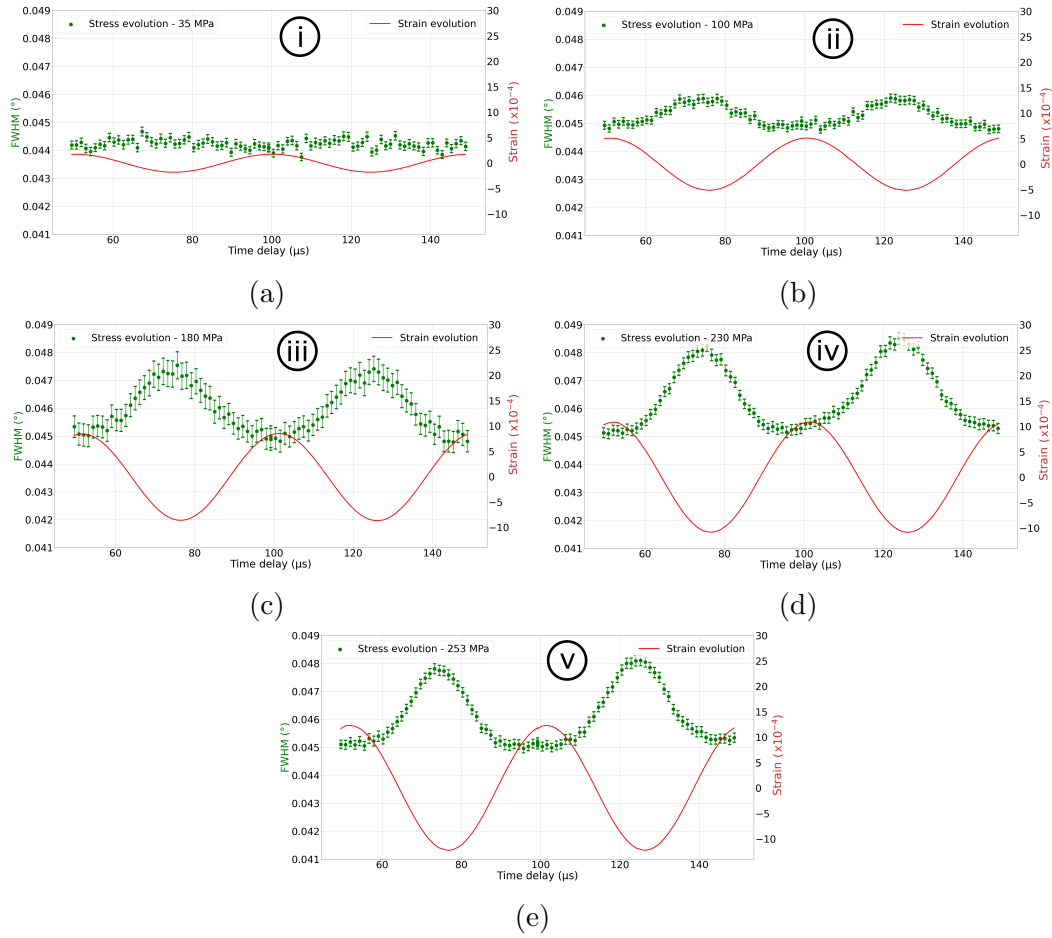 0.049
0.048
0.047
0.046
0.045
0.044
0.043
0.042
0.041
FWHM (°)
Stress evolution - 35 MPa
i
Strain evolution
30
25
20
15
10
5
0
−5
−10
Strain (x10⁻⁴)
60 80 100 120 140
Time delay (µs)
(a)
0.049
0.048
0.047
0.046
0.045
0.044
0.043
0.042
0.041
FWHM (°)
Stress evolution - 100 MPa
ii
Strain evolution
30
25
20
15
10
5
0
−5
−10
Strain (x10⁻⁴)
60 80 100 120 140
Time delay (µs)
(b)
0.049
0.048
0.047
0.046
0.045
0.044
0.043
0.042
0.041
FWHM (°)
Stress evolution - 180 MPa
iii
Strain evolution
30
25
20
15
10
5
0
−5
−10
Strain (x10⁻⁴)
60 80 100 120 140
Time delay (µs)
(c)
0.049
0.048
0.047
0.046
0.045
0.044
0.043
0.042
0.041
FWHM (°)
Stress evolution - 230 MPa
iv
Strain evolution
30
25
20
15
10
5
0
−5
−10
Strain (x10⁻⁴)
60 80 100 120 140
Time delay (µs)
(d)
0.049
0.048
0.047
0.046
0.045
0.044
0.043
0.042
0.041
FWHM (°)
Stress evolution - 253 MPa
v
Strain evolution
30
25
20
15
10
5
0
−5
−10
Strain (x10⁻⁴)
60 80 100 120 140
Time delay (µs)
(e)